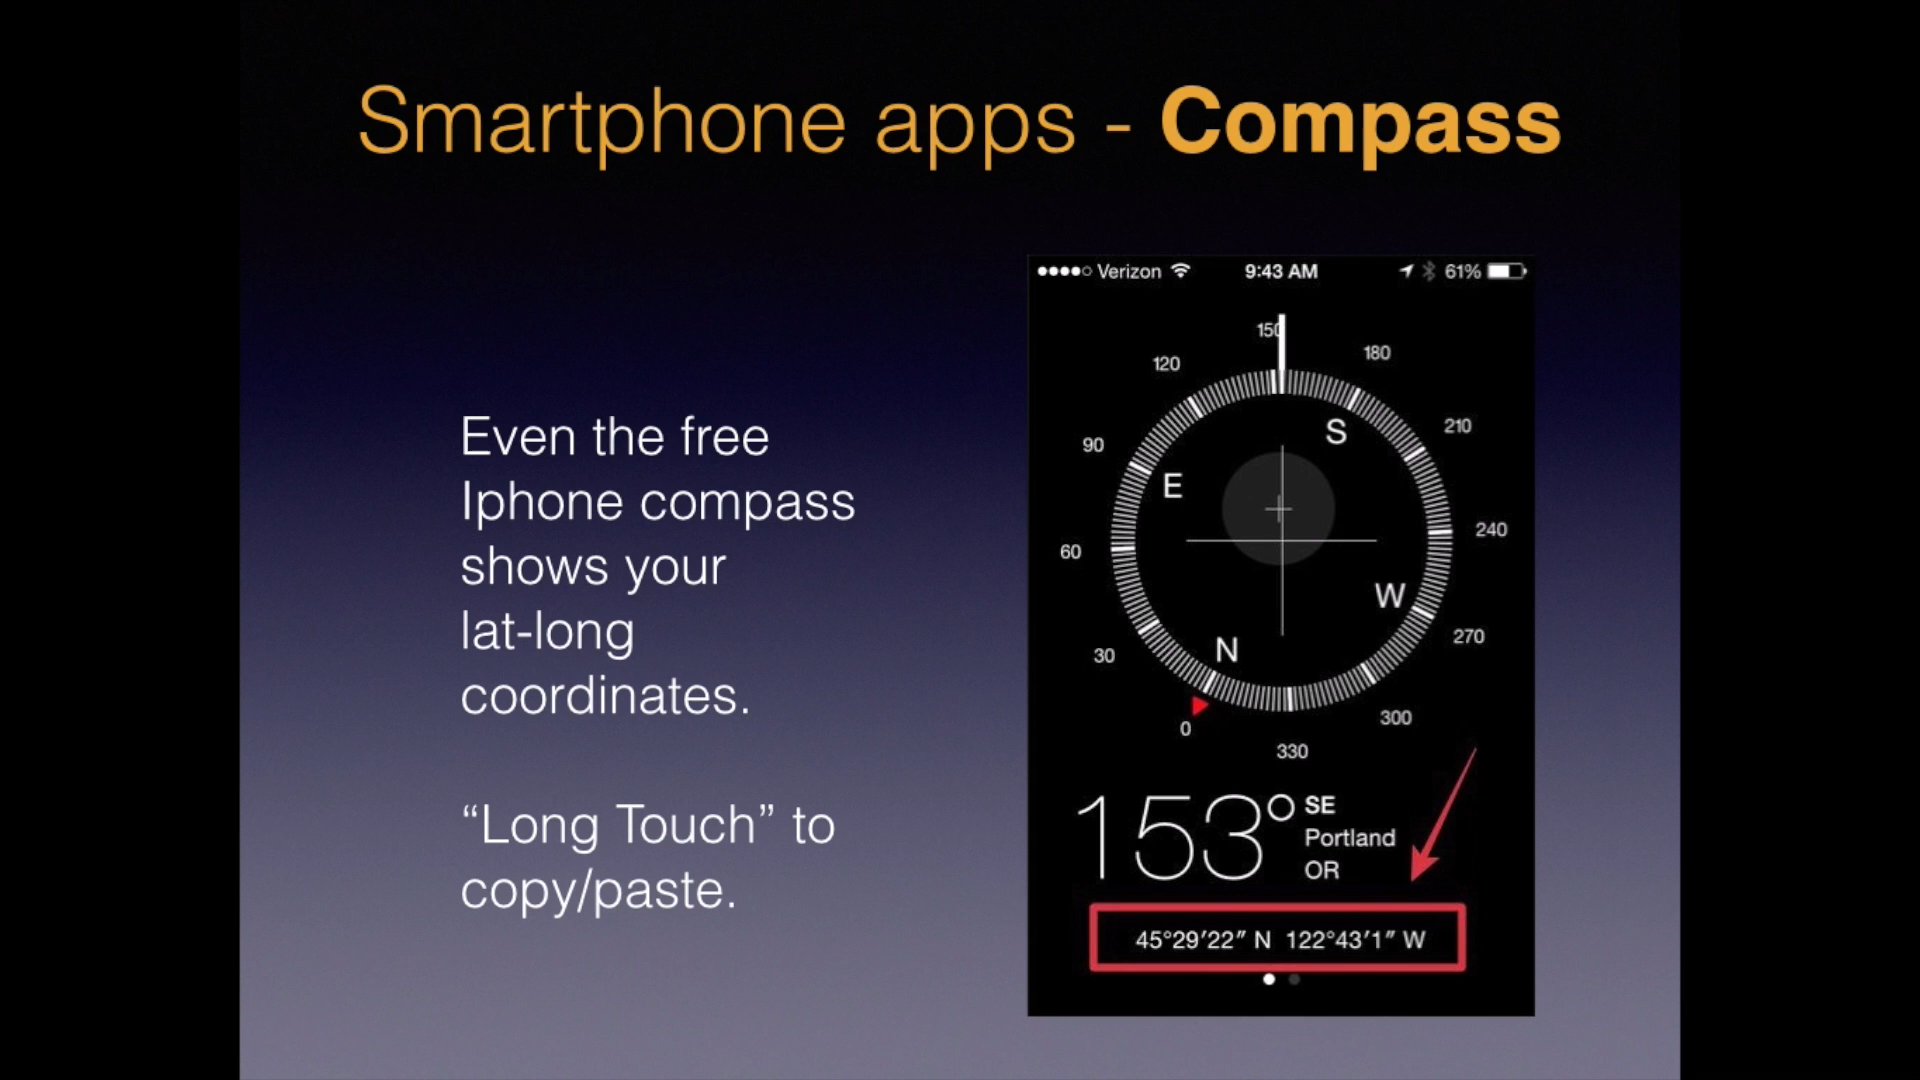 Smartphone apps - Compass
Even the free
Iphone compass
shows your
lat-long
coordinates.
“Long Touch” to
copy/paste.
Verizon 9:43 AM 61%
150
120 180
90 210
S
E
60 240
W
30 270
N
0 300
330
153° SE
Portland
OR
45°29’22” N 122°43’1” W